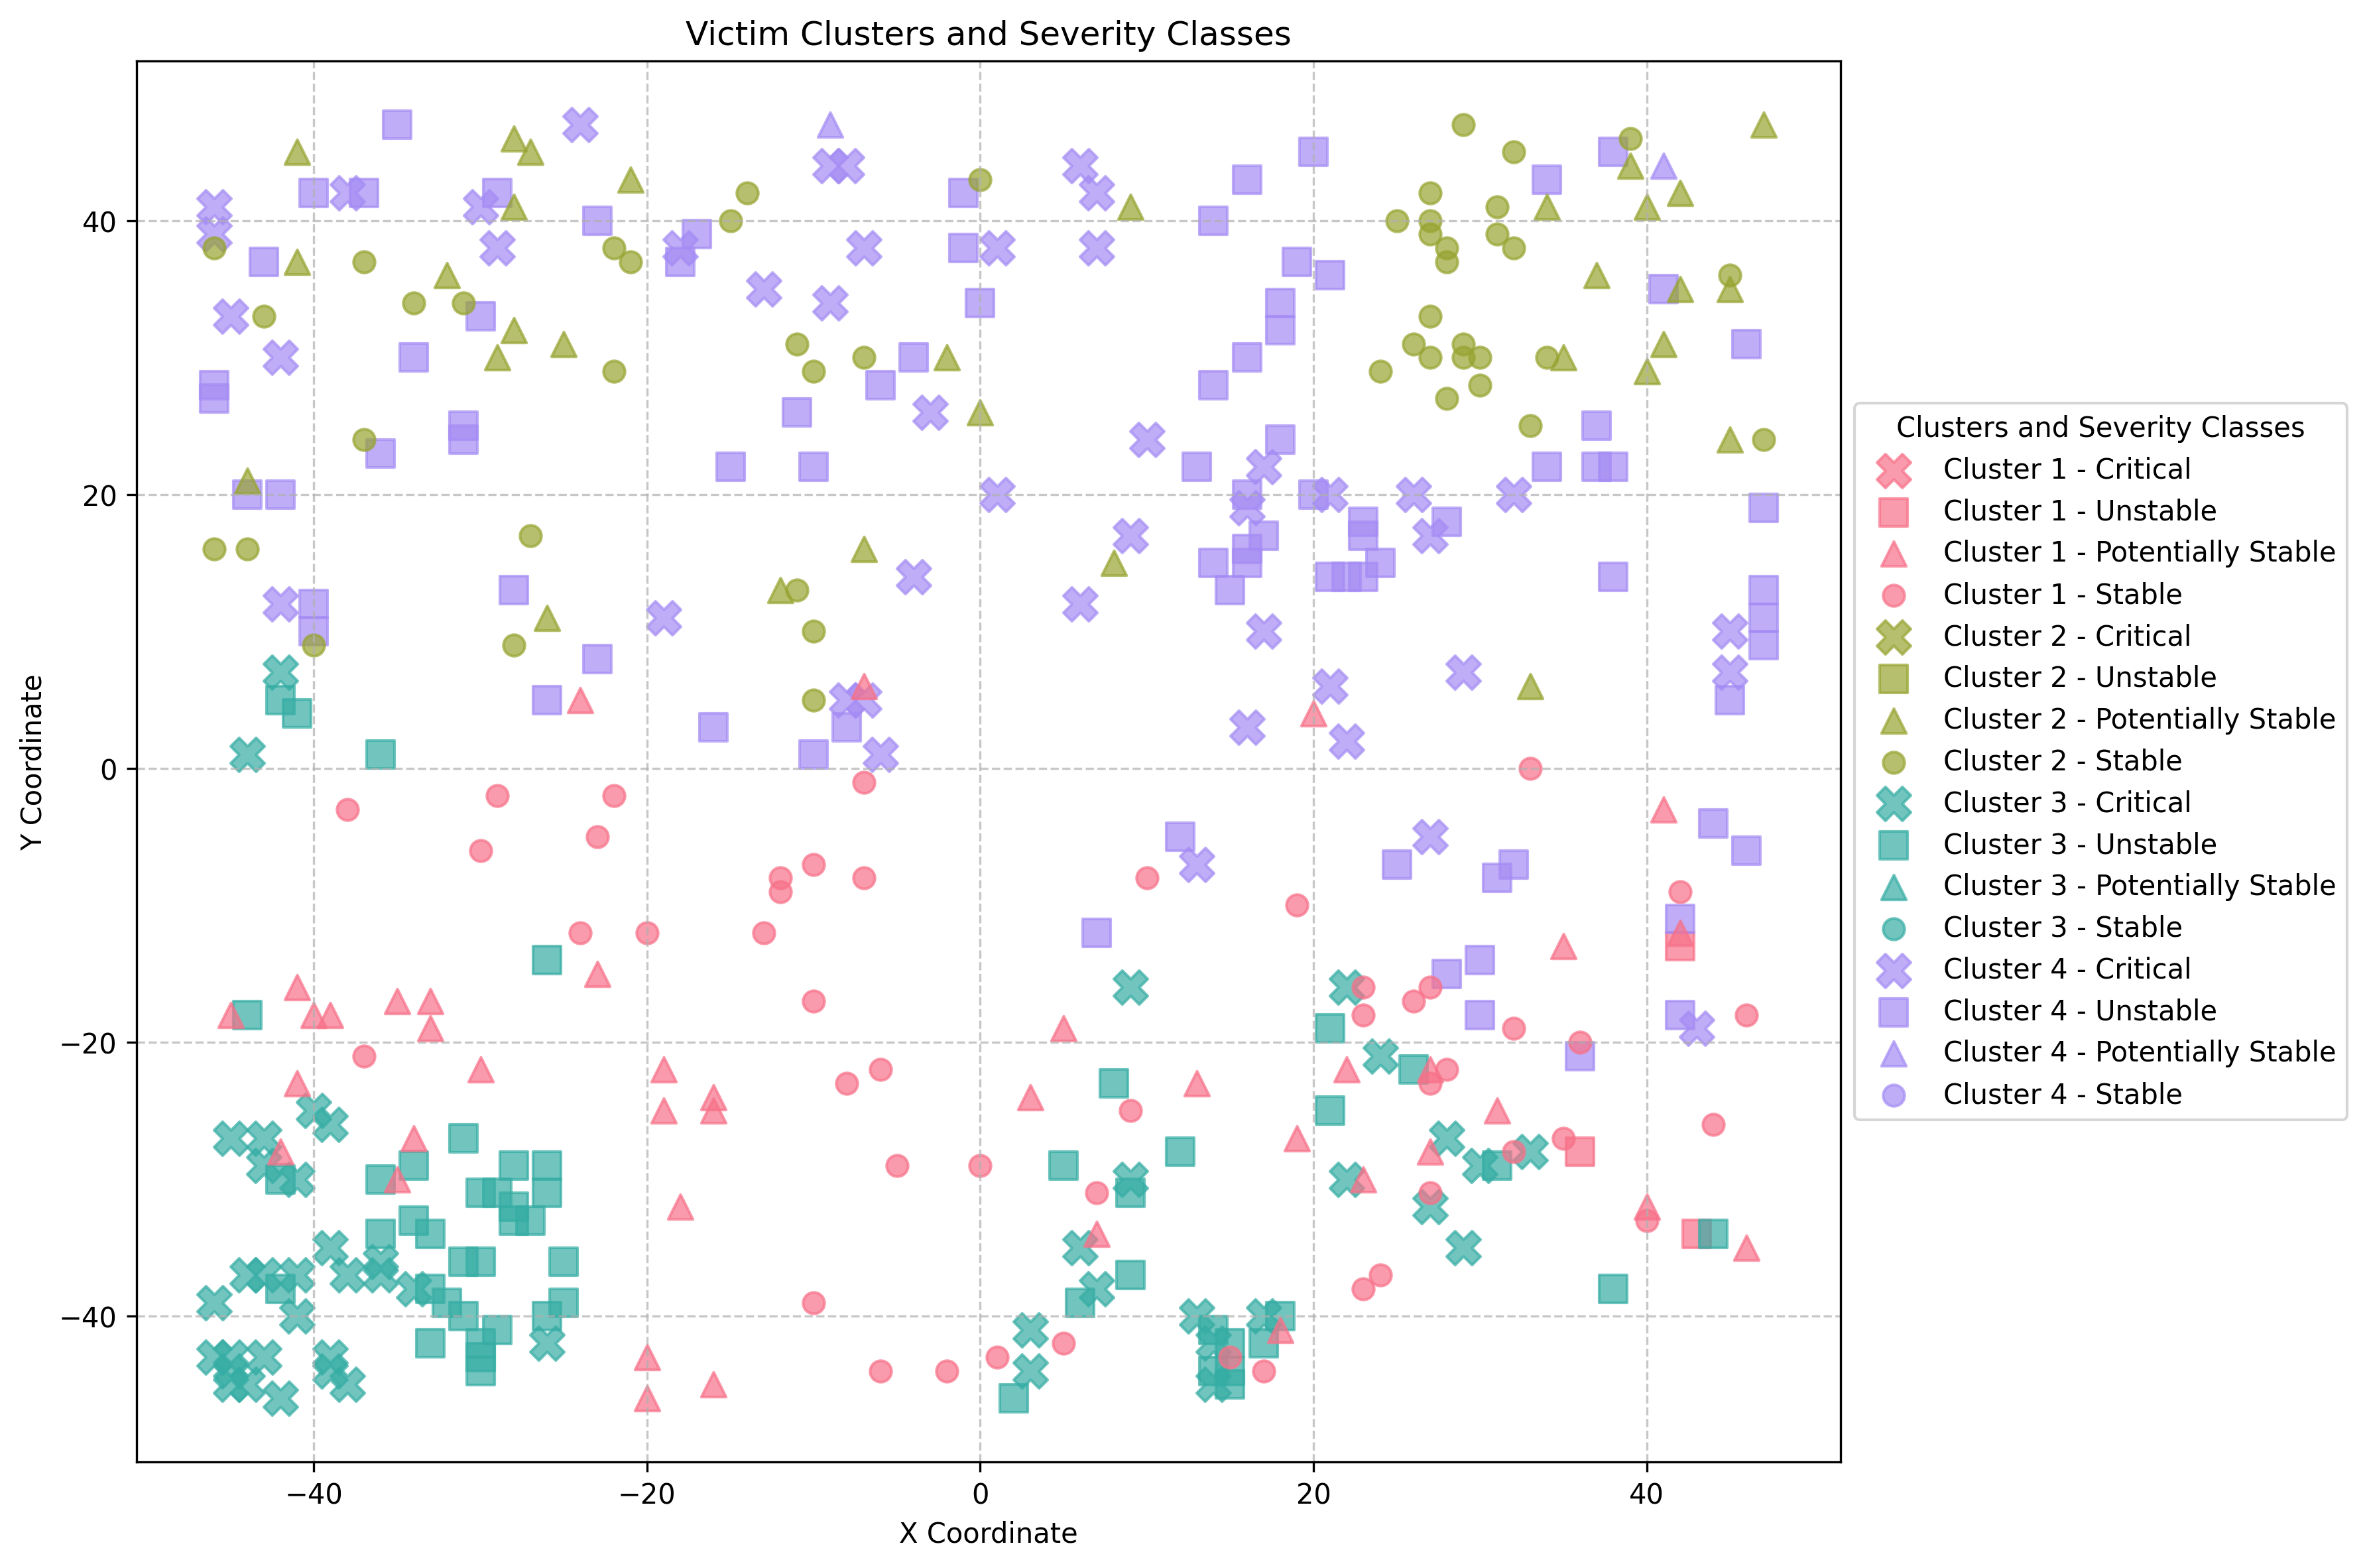 Victim Clusters and Severity Classes
Y Coordinate
40
20
0
−20
−40
−40
−20
0
20
40
X Coordinate
Clusters and Severity Classes
Cluster 1 - Critical
Cluster 1 - Unstable
Cluster 1 - Potentially Stable
Cluster 1 - Stable
Cluster 2 - Critical
Cluster 2 - Unstable
Cluster 2 - Potentially Stable
Cluster 2 - Stable
Cluster 3 - Critical
Cluster 3 - Unstable
Cluster 3 - Potentially Stable
Cluster 3 - Stable
Cluster 4 - Critical
Cluster 4 - Unstable
Cluster 4 - Potentially Stable
Cluster 4 - Stable